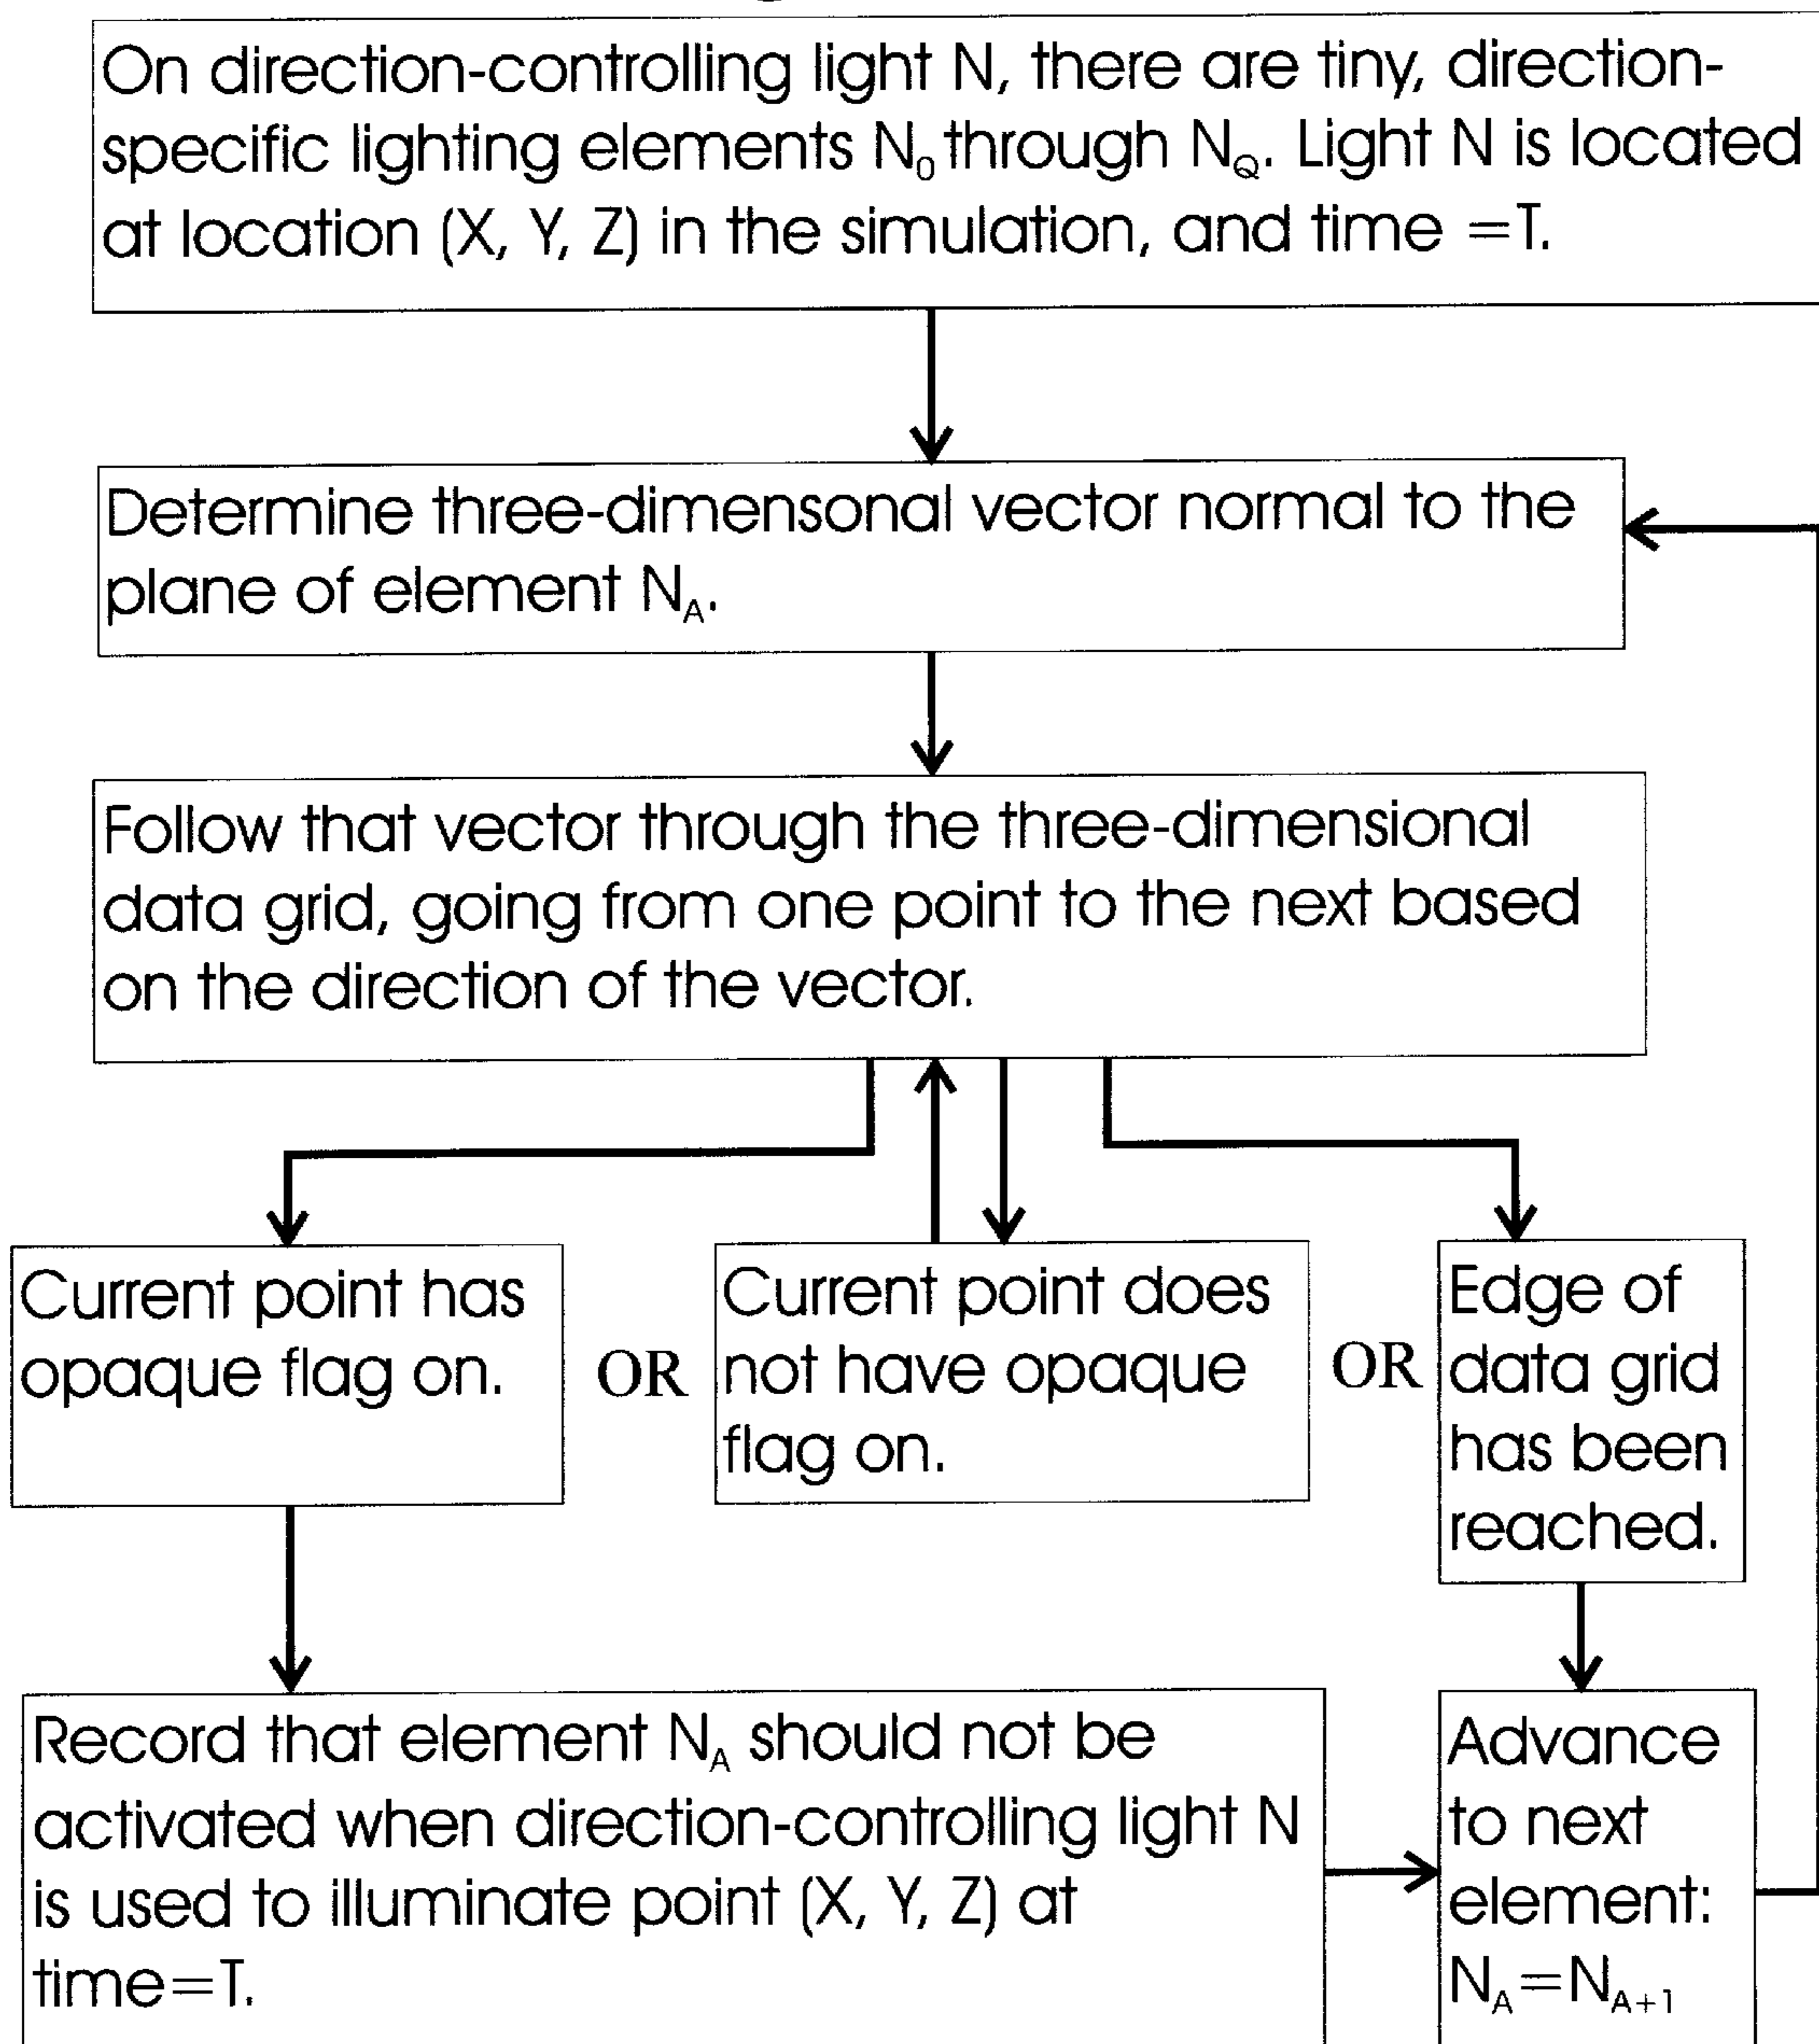 On direction-controlling light N, there are tiny, direction-
specific lighting elements N₀ through N_Q. Light N is located
at location (X, Y, Z) in the simulation, and time =T.
Determine three-dimensonal vector normal to the
plane of element N_A.
Follow that vector through the three-dimensional
data grid, going from one point to the next based
on the direction of the vector.
Current point has
opaque flag on.
OR
Current point does
not have opaque
flag on.
OR
Edge of
data grid
has been
reached.
Record that element N_A should not be
activated when direction-controlling light N
is used to illuminate point (X, Y, Z) at
time=T.
Advance
to next
element:
N_A=N_A+1